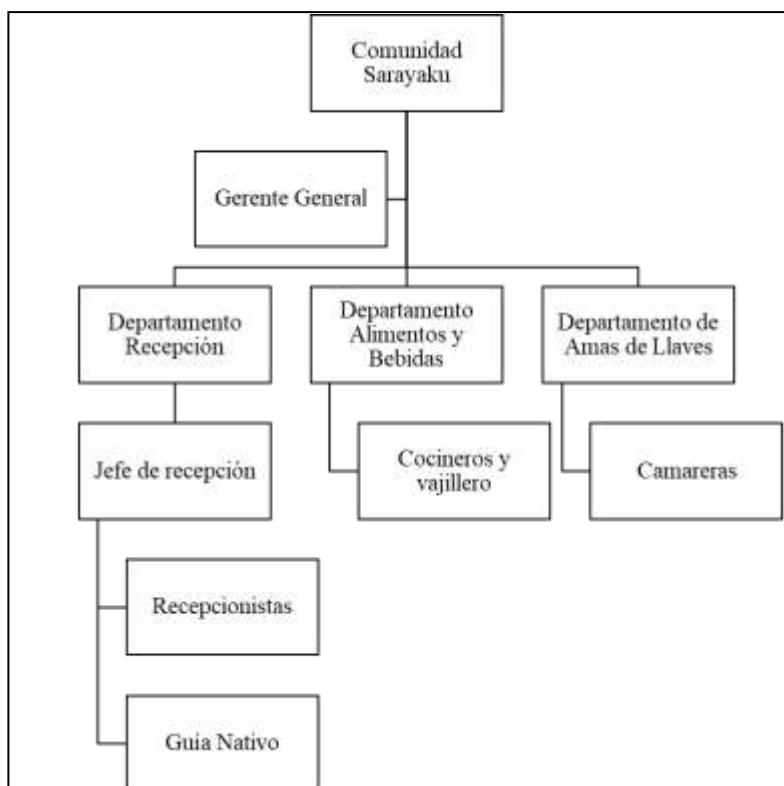 Comunidad
Sarayaku
Gerente General
Departamento
Recepción
Departamento
Alimentos y
Bebidas
Departamento de
Amas de Llaves
Jefe de recepción
Cocineros y
vajillero
Camareras
Recepcionistas
Guía Nativo